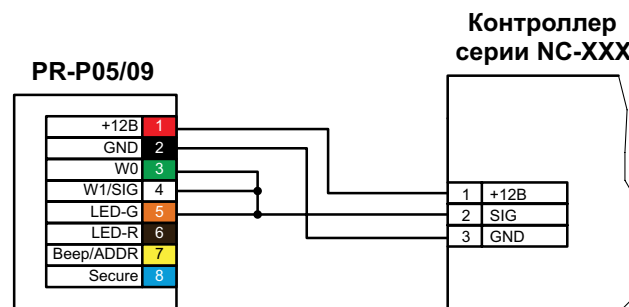 Контроллер
серии NC-XXX
PR-P05/09
+12В 1
GND 2
W0 3
W1/SIG 4
LED-G 5
LED-R 6
Beep/ADDR 7
Secure 8
1 +12В
2 SIG
3 GND